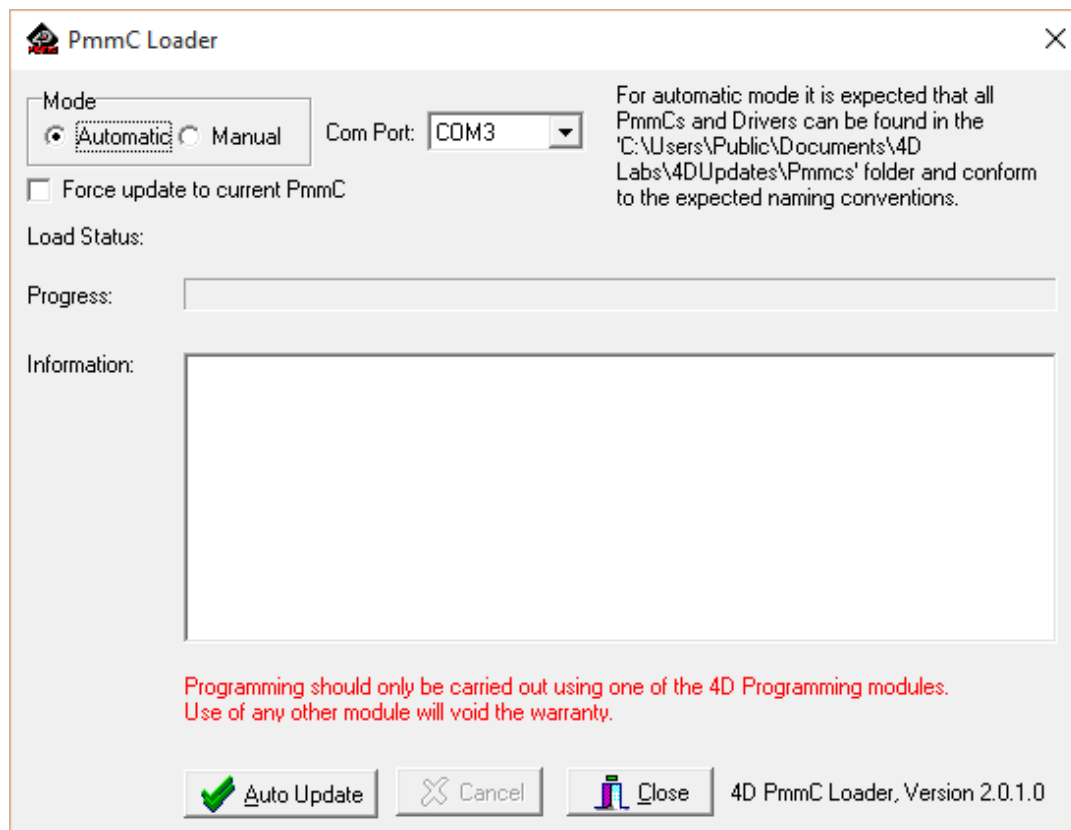 PmmC Loader
Mode
Automatic Manual
Com Port: COM3
For automatic mode it is expected that all
PmmCs and Drivers can be found in the
'C:\Users\Public\Documents\4D
Labs\4DUpdates\Pmmcs' folder and conform
to the expected naming conventions.
Force update to current PmmC
Load Status:
Progress:
Information:
Programming should only be carried out using one of the 4D Programming modules.
Use of any other module will void the warranty.
Auto Update Cancel Close 4D PmmC Loader, Version 2.0.1.0